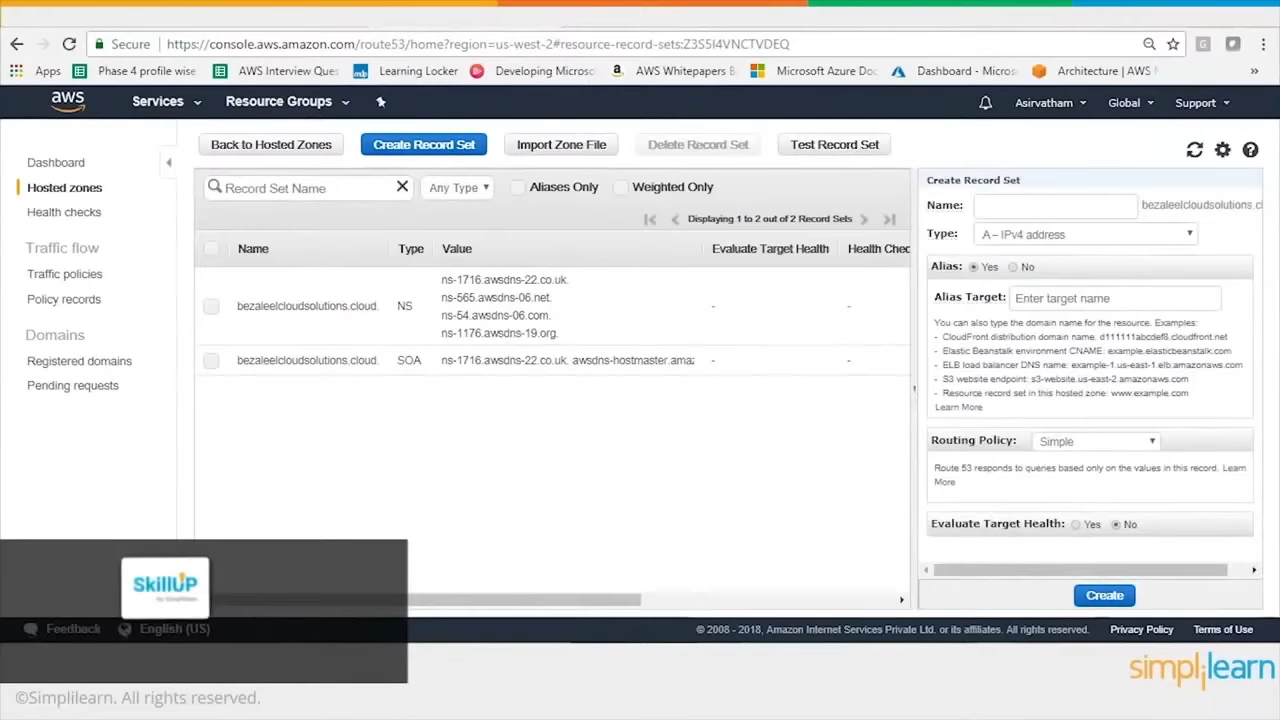 Secure
https://console.aws.amazon.com/route53/home?region=us-west-2#resource-record-sets:Z3S5I4VNCTVDEQ
Apps
Phase 4 profile wise
AWS Interview Ques
Learning Locker
Developing Micros
AWS Whitepapers
Microsoft Azure Doc
Dashboard - Micros
Architecture | AWS
»
aws
Services
Resource Groups
Asirvatham
Global
Support
Dashboard
Hosted zones
Health checks
Traffic flow
Traffic policies
Policy records
Domains
Registered domains
Pending requests
Back to Hosted Zones
Create Record Set
Import Zone File
Delete Record Set
Test Record Set
Record Set Name
Any Type
Aliases Only
Weighted Only
Displaying 1 to 2 out of 2 Record Sets
Name Type Value Evaluate Target Health Health Chec
bezaleelcloudsolutions.cloud. NS
ns-1716.awsdns-22.co.uk.
ns-565.awsdns-06.net.
ns-54.awsdns-06.com.
ns-1176.awsdns-19.org.
- -
bezaleelcloudsolutions.cloud. SOA ns-1716.awsdns-22.co.uk. awsdns-hostmaster.amaz - -
Create Record Set
Name: bezaleelcloudsolutions.cl
Type: A – IPv4 address
Alias: Yes No
Alias Target: Enter target name
You can also type the domain name for the resource. Examples:
- CloudFront distribution domain name: d111111abcdef8.cloudfront.net
- Elastic Beanstalk environment CNAME: example.elasticbeanstalk.com
- ELB load balancer DNS name: example-1.us-east-1.elb.amazonaws.com
- S3 website endpoint: s3-website.us-east-2.amazonaws.com
- Resource record set in this hosted zone: www.example.com
Learn More
Routing Policy: Simple
Route 53 responds to queries based only on the values in this record. Learn
More
Evaluate Target Health: Yes No
Create
SkillUP
by Simplilearn
Feedback
English (US)
© 2008 - 2018, Amazon Internet Services Private Ltd. or its affiliates. All rights reserved.
Privacy Policy
Terms of Use
simplilearn
©Simplilearn. All rights reserved.